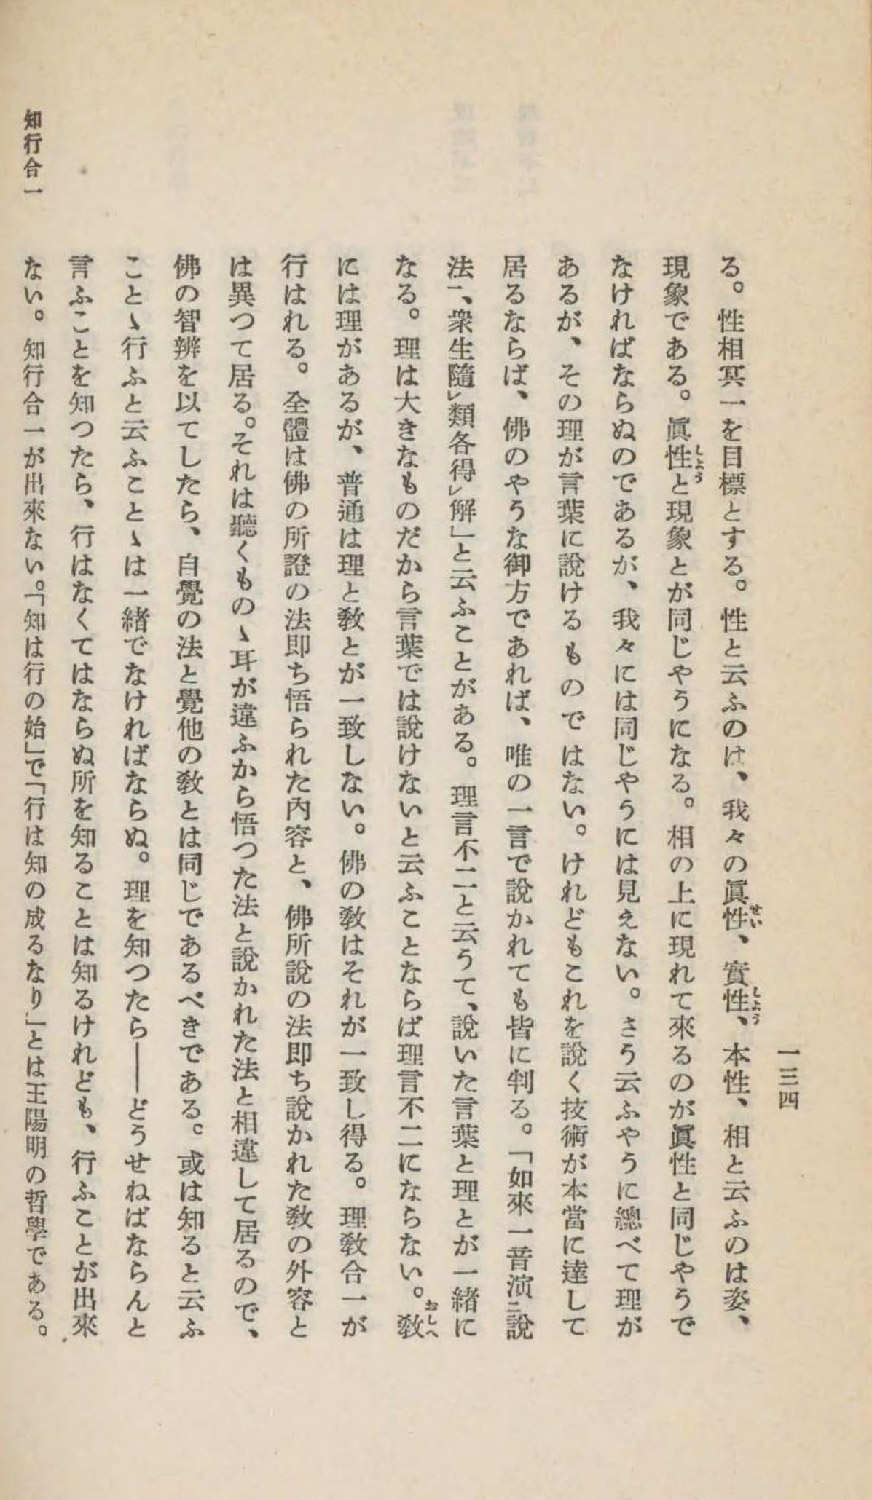 一三四
る。性相冥一を目標とする。性と云ふのは、我々の眞性、實性、本性、相と云ふのは姿、
現象である。眞性と現象とが同じやうになる。相の上に現れて來るのが眞性と同じやうで
なければならぬのであるが、我々には同じやうには見えない。さう云ふやうに總べて理が
あるが、その理が言葉に說けるものではない。けれどもこれを說く技術が本當に達して
居るならば、佛のやうな御方であれば、唯の一言で說かれても皆に判る。「如來一音演㆓說
法㆒、衆生隨㆑類各得㆑解」と云ふことがある。理言不二と云うて、說いた言葉と理とが一緒に
なる。理は大きなものだから言葉では說けないと云ふことならば理言不二にならない。敎
には理があるが、普通は理と敎とが一致しない。佛の敎はそれが一致し得る。理敎合一が
行はれる。全體は佛の所證の法即ち悟られた內容と、佛所說の法即ち說かれた敎の外容と
は異つて居る。それは聽くものゝ耳が違ふから悟つた法と說かれた法と相違して居るので、
佛の智辨を以てしたら、自覺の法と覺他の敎とは同じであるべきである。或は知ると云ふ
ことゝ行ふと云ふことゝは一緒でなければならぬ。理を知つたら――どうせねばならんと
言ふことを知つたら、行はなくてはならぬ所を知ることは知るけれども、行ふことが出來
ない。知行合一が出來ない。「知は行の始」で「行は知の成るなり」とは王陽明の哲學である。
知行合一